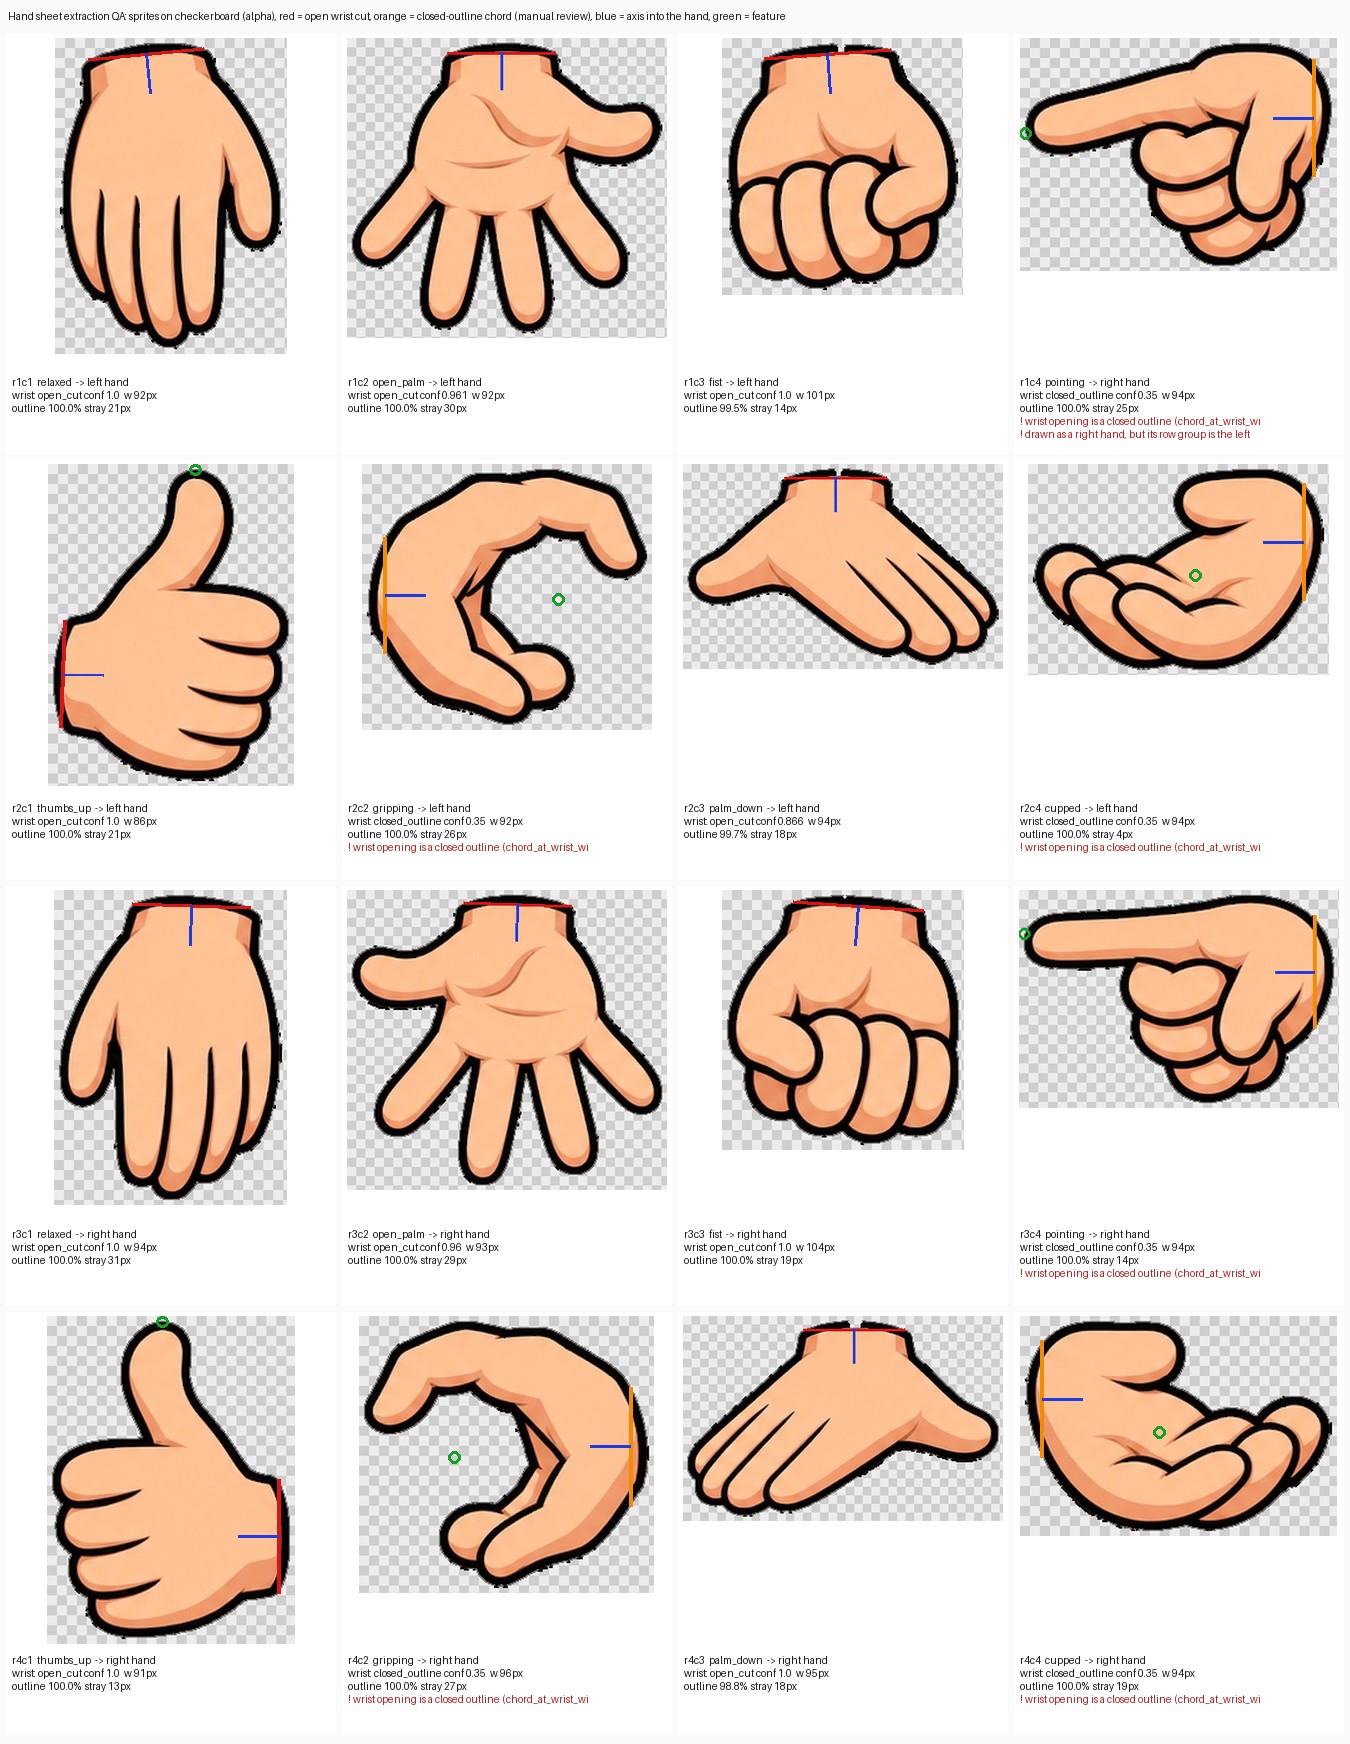 Hand sheet extraction QA: sprites on checkerboard (alpha), red = open wrist cut, orange = closed-outline chord (manual review), blue = axis into the hand, green = feature
r1c1 relaxed -> left hand
wrist: open_cut conf 1.0 w 92px
outline 100.0% stray 21px
r1c2 open_palm -> left hand
wrist: open_cut conf 0.961 w 92px
outline 100.0% stray 30px
r1c3 fist -> left hand
wrist: open_cut conf 1.0 w 101px
outline 99.5% stray 14px
r1c4 pointing -> right hand
wrist: closed_outline conf 0.35 w 94px
outline 100.0% stray 25px
! wrist opening is a closed outline (chord_at_wrist_wi
! drawn as a right hand, but its row group is the left
r2c1 thumbs_up -> left hand
wrist: open_cut conf 1.0 w 86px
outline 100.0% stray 21px
r2c2 gripping -> left hand
wrist: closed_outline conf 0.35 w 92px
outline 100.0% stray 26px
! wrist opening is a closed outline (chord_at_wrist_wi
r2c3 palm_down -> left hand
wrist: open_cut conf 0.866 w 94px
outline 99.7% stray 18px
r2c4 cupped -> left hand
wrist: closed_outline conf 0.35 w 94px
outline 100.0% stray 4px
! wrist opening is a closed outline (chord_at_wrist_wi
r3c1 relaxed -> right hand
wrist: open_cut conf 1.0 w 94px
outline 100.0% stray 31px
r3c2 open_palm -> right hand
wrist: open_cut conf 0.96 w 93px
outline 100.0% stray 29px
r3c3 fist -> right hand
wrist: open_cut conf 1.0 w 104px
outline 100.0% stray 19px
r3c4 pointing -> right hand
wrist: closed_outline conf 0.35 w 94px
outline 100.0% stray 14px
! wrist opening is a closed outline (chord_at_wrist_wi
r4c1 thumbs_up -> right hand
wrist: open_cut conf 1.0 w 91px
outline 100.0% stray 13px
r4c2 gripping -> right hand
wrist: closed_outline conf 0.35 w 96px
outline 100.0% stray 27px
! wrist opening is a closed outline (chord_at_wrist_wi
r4c3 palm_down -> right hand
wrist: open_cut conf 1.0 w 95px
outline 98.8% stray 18px
r4c4 cupped -> right hand
wrist: closed_outline conf 0.35 w 94px
outline 100.0% stray 19px
! wrist opening is a closed outline (chord_at_wrist_wi